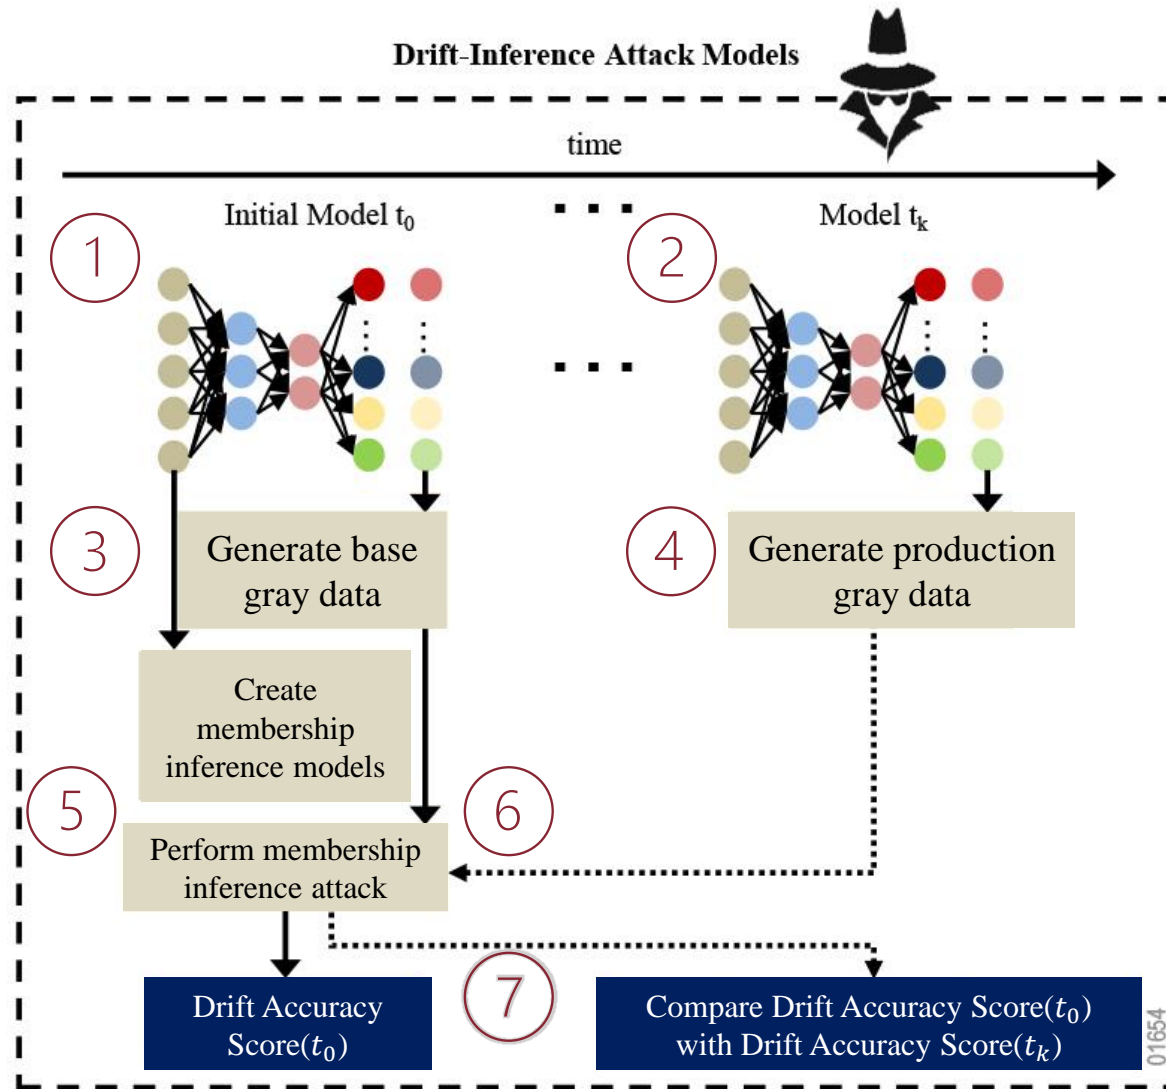 Drift-Inference Attack Models
time
Initial Model t₀
. . .
Model tₖ
1
2
. . .
3
Generate base
gray data
4
Generate production
gray data
Create
membership
inference models
5
6
Perform membership
inference attack
7
Drift Accuracy
Score(t₀)
Compare Drift Accuracy Score(t₀)
with Drift Accuracy Score(tₖ)
01654